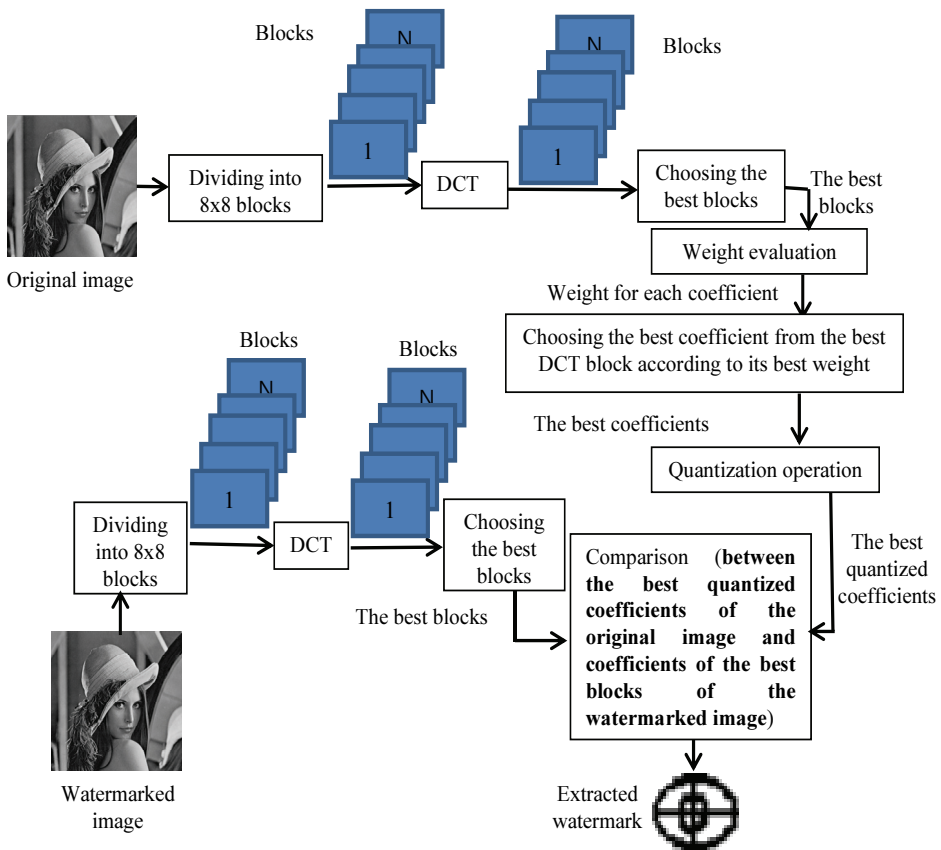 Blocks
N
1
Blocks
N
1
Original image
Dividing into
8x8 blocks
DCT
Choosing the
best blocks
The best
blocks
Weight evaluation
Weight for each coefficient
Choosing the best coefficient from the best
DCT block according to its best weight
The best coefficients
Quantization operation
The best
quantized
coefficients
Blocks
N
1
Blocks
N
1
Dividing
into 8x8
blocks
DCT
Choosing
the best
blocks
The best blocks
Watermarked
image
Comparison (between
the best quantized
coefficients of the
original image and
coefficients of the best
blocks of the
watermarked image)
Extracted
watermark